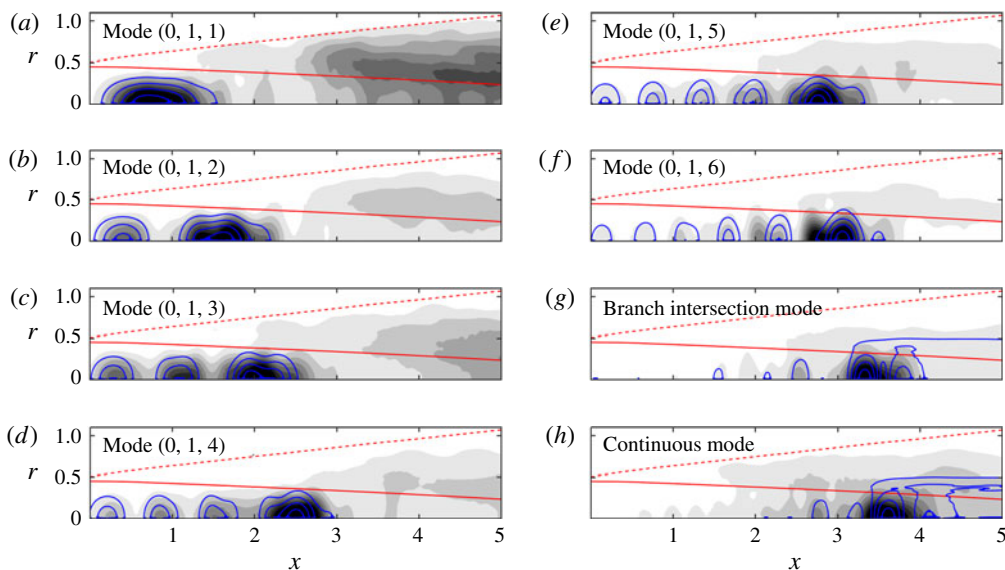 (a)
Mode (0, 1, 1)
r
1.0
0.5
0
(b)
Mode (0, 1, 2)
r
1.0
0.5
0
(c)
Mode (0, 1, 3)
r
1.0
0.5
0
(d)
Mode (0, 1, 4)
r
1.0
0.5
0
1 2 3 4 5
x
(e)
Mode (0, 1, 5)
(f)
Mode (0, 1, 6)
(g)
Branch intersection mode
(h)
Continuous mode
1 2 3 4 5
x